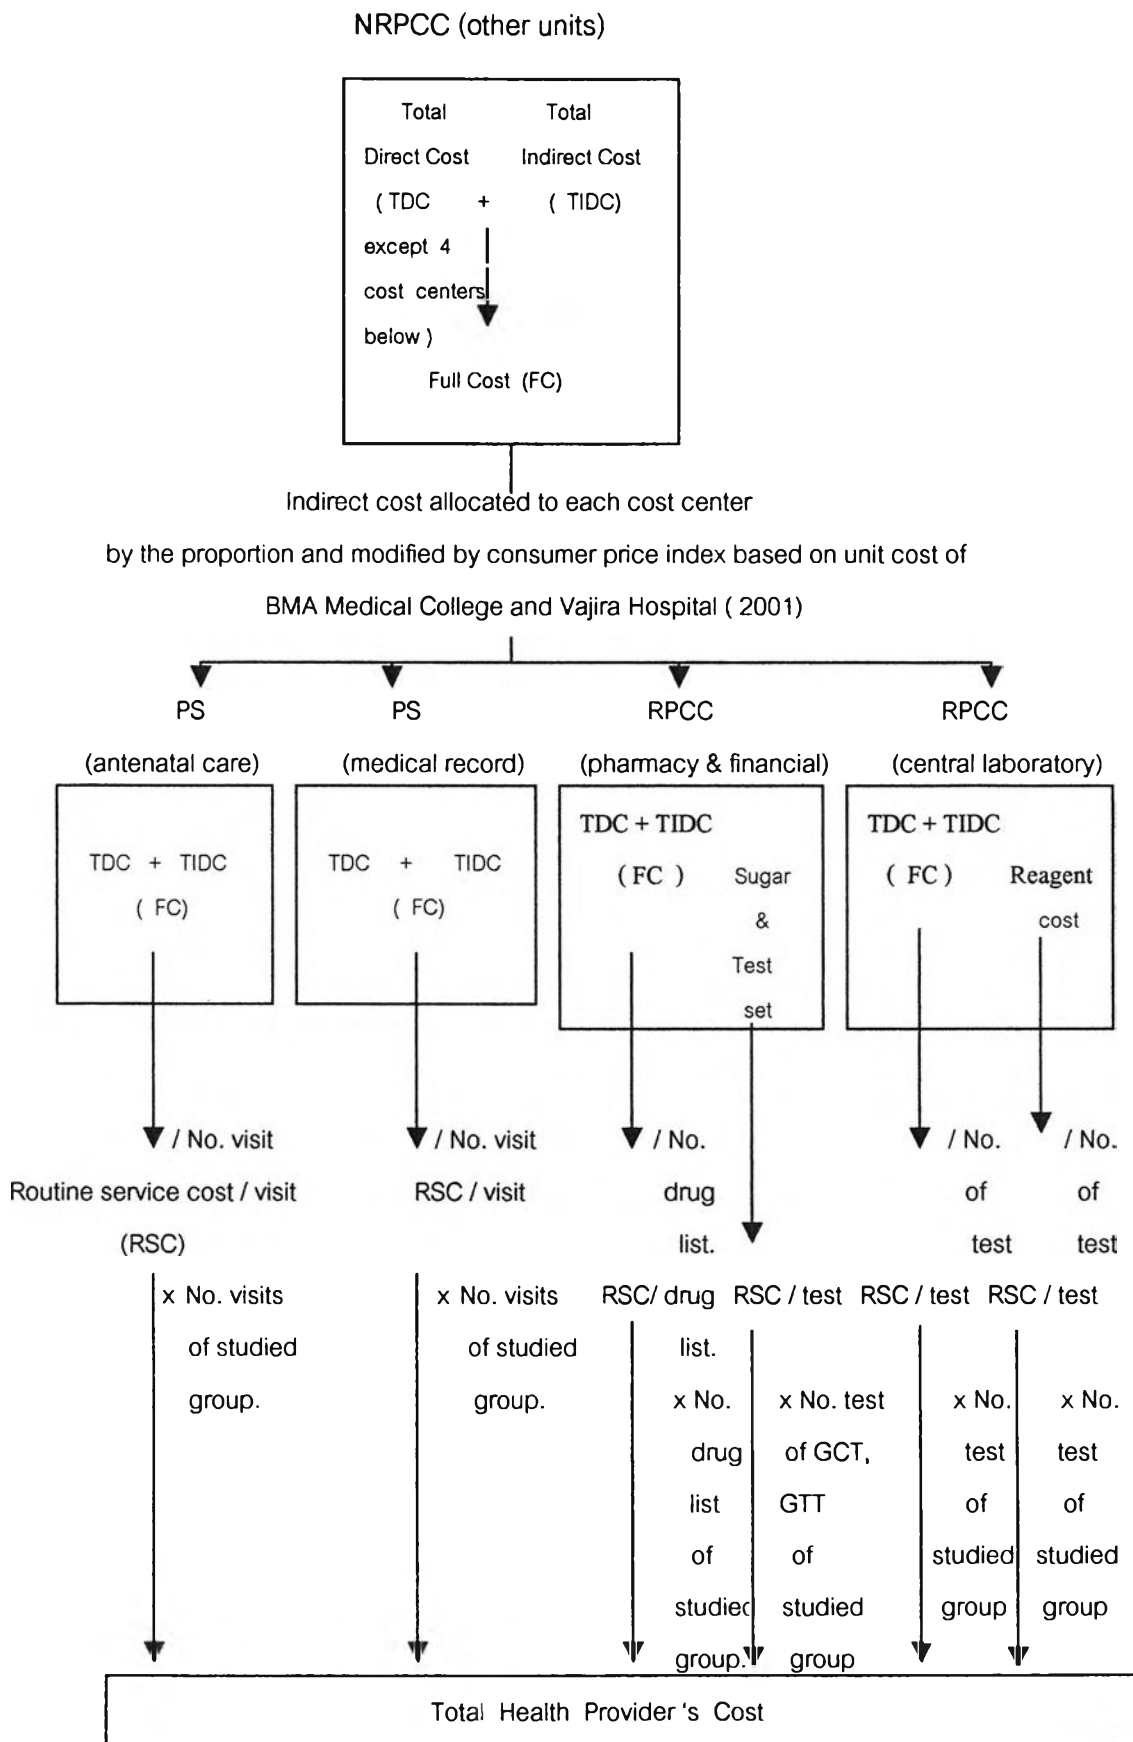 NRPCC (other units)
Total Total
Direct Cost Indirect Cost
( TDC + ( TIDC)
except 4
cost centers
below )
Full Cost (FC)
Indirect cost allocated to each cost center
by the proportion and modified by consumer price index based on unit cost of
BMA Medical College and Vajira Hospital ( 2001)
PS PS RPCC RPCC
(antenatal care) (medical record) (pharmacy & financial) (central laboratory)
TDC + TIDC TDC + TIDC TDC + TIDC TDC + TIDC
( FC) ( FC) ( FC ) Sugar ( FC ) Reagent
& cost
Test
set
/ No. visit / No. visit / No. / No. / No.
Routine service cost / visit RSC / visit drug of of
(RSC) list. test test
x No. visits x No. visits RSC/ drug RSC / test RSC / test RSC / test
of studied of studied list.
group. group. x No. x No. test x No. x No.
drug of GCT, test test
list GTT of of
of of studied studied
studied studied group group
group. group
Total Health Provider 's Cost